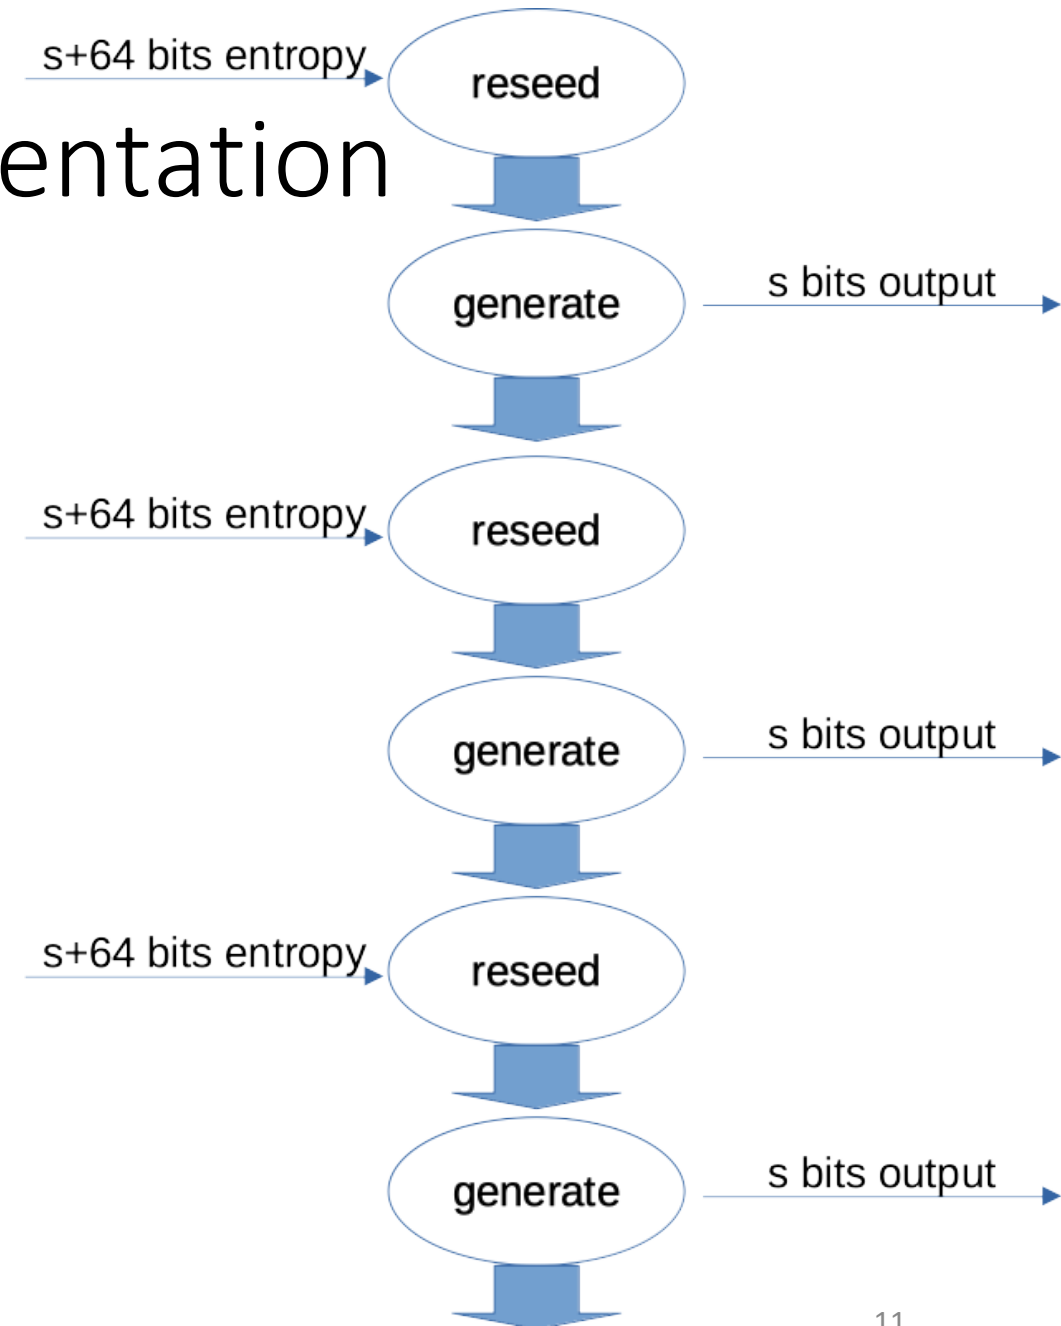 s+64 bits entropy
reseed
entation
generate
s bits output
s+64 bits entropy
reseed
generate
s bits output
s+64 bits entropy
reseed
generate
s bits output
11